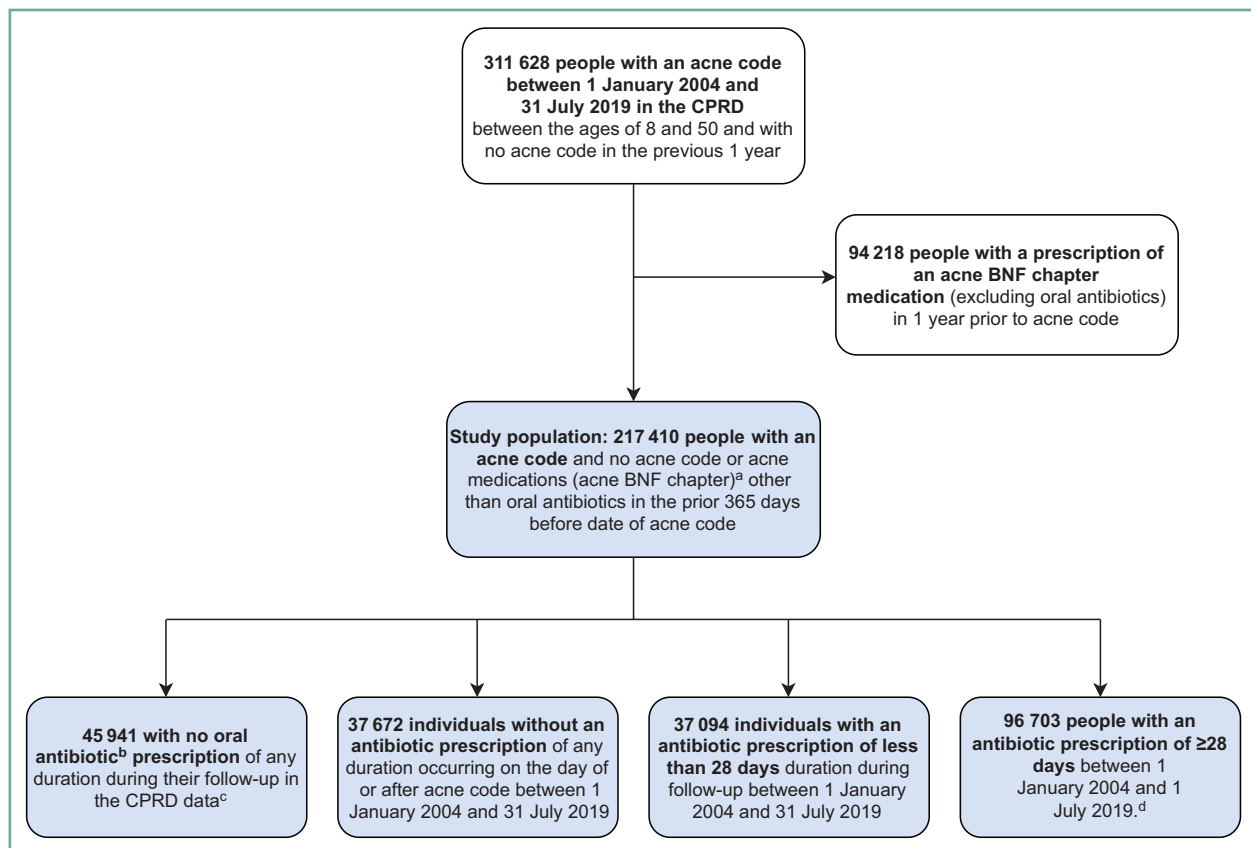 311 628 people with an acne code
between 1 January 2004 and
31 July 2019 in the CPRD
between the ages of 8 and 50 and with
no acne code in the previous 1 year
94 218 people with a prescription of
an acne BNF chapter
medication (excluding oral antibiotics)
in 1 year prior to acne code
Study population: 217 410 people with an
acne code and no acne code or acne
medications (acne BNF chapter)a other
than oral antibiotics in the prior 365 days
before date of acne code
45 941 with no oral
antibioticb prescription of any
duration during their follow-up in
the CPRD datac
37 672 individuals without an
antibiotic prescription of any
duration occurring on the day of
or after acne code between 1
January 2004 and 31 July 2019
37 094 individuals with an
antibiotic prescription of less
than 28 days duration during
follow-up between 1 January
2004 and 31 July 2019
96 703 people with an
antibiotic prescription of ≥28
days between 1
January 2004 and 1
July 2019.d